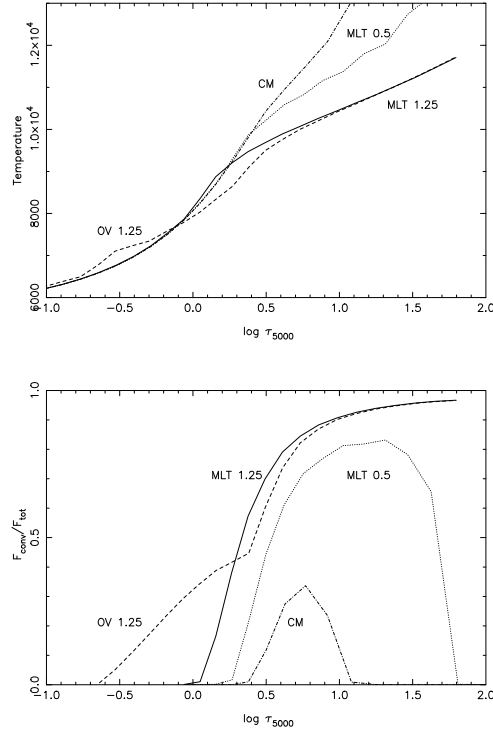 1.2×10⁴
1.0×10⁴
8000
6000
Temperature
CM
MLT 0.5
MLT 1.25
OV 1.25
−1.0 −0.5 0.0 0.5 1.0 1.5 2.0
log τ5000
1.0
0.5
0.0
Fconv/Ftot
MLT 1.25
MLT 0.5
OV 1.25
CM
−1.0 −0.5 0.0 0.5 1.0 1.5 2.0
log τ5000